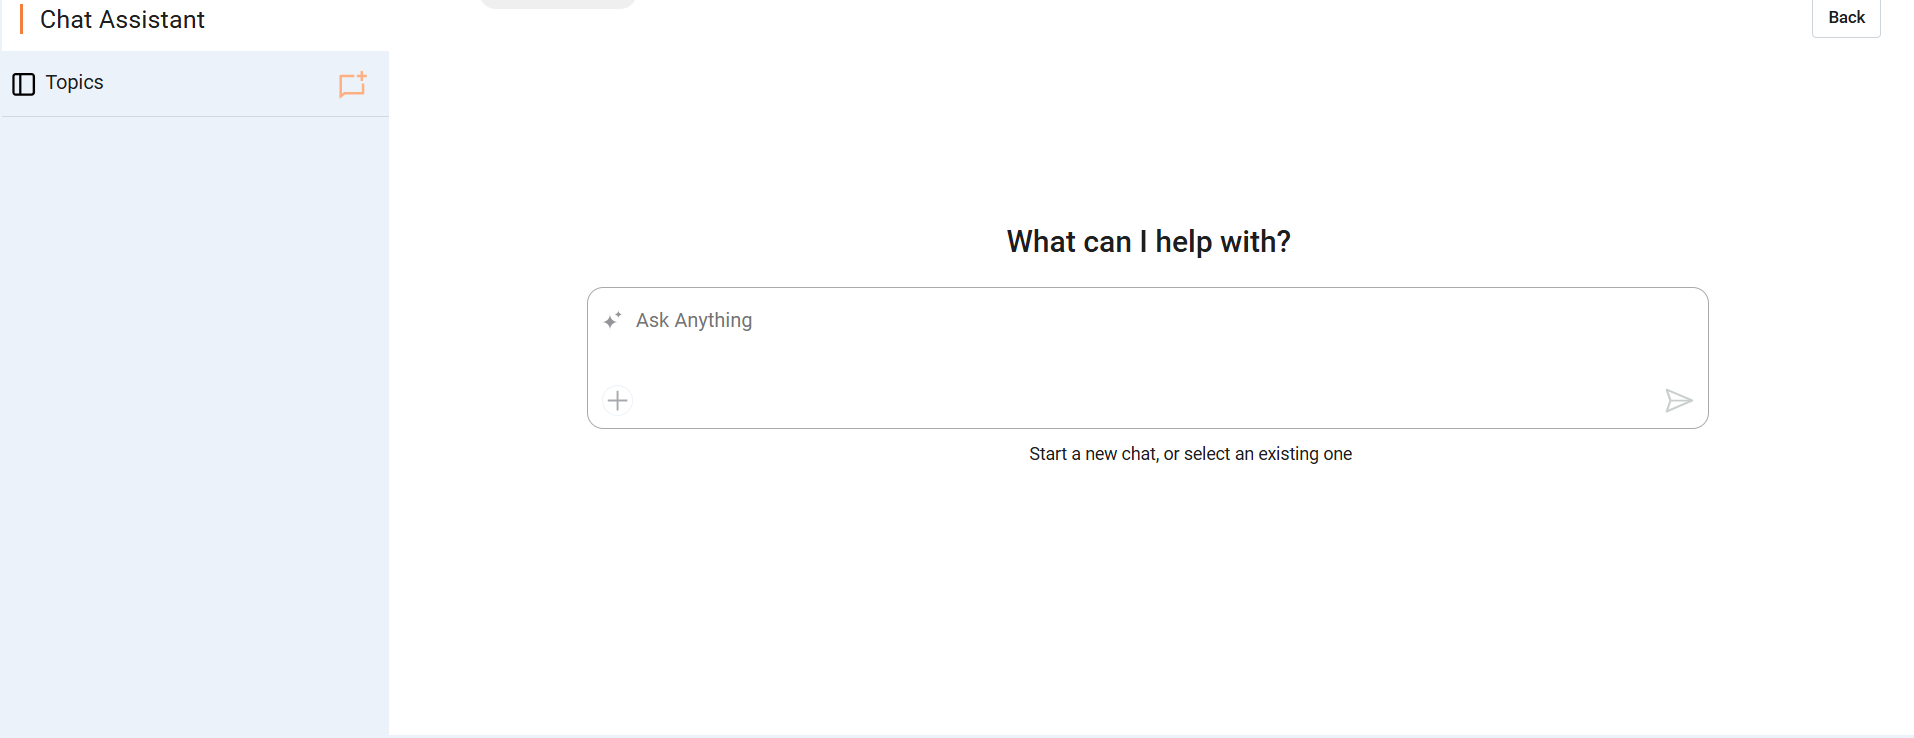 Chat Assistant
Back
Topics
What can I help with?
Ask Anything
Start a new chat, or select an existing one